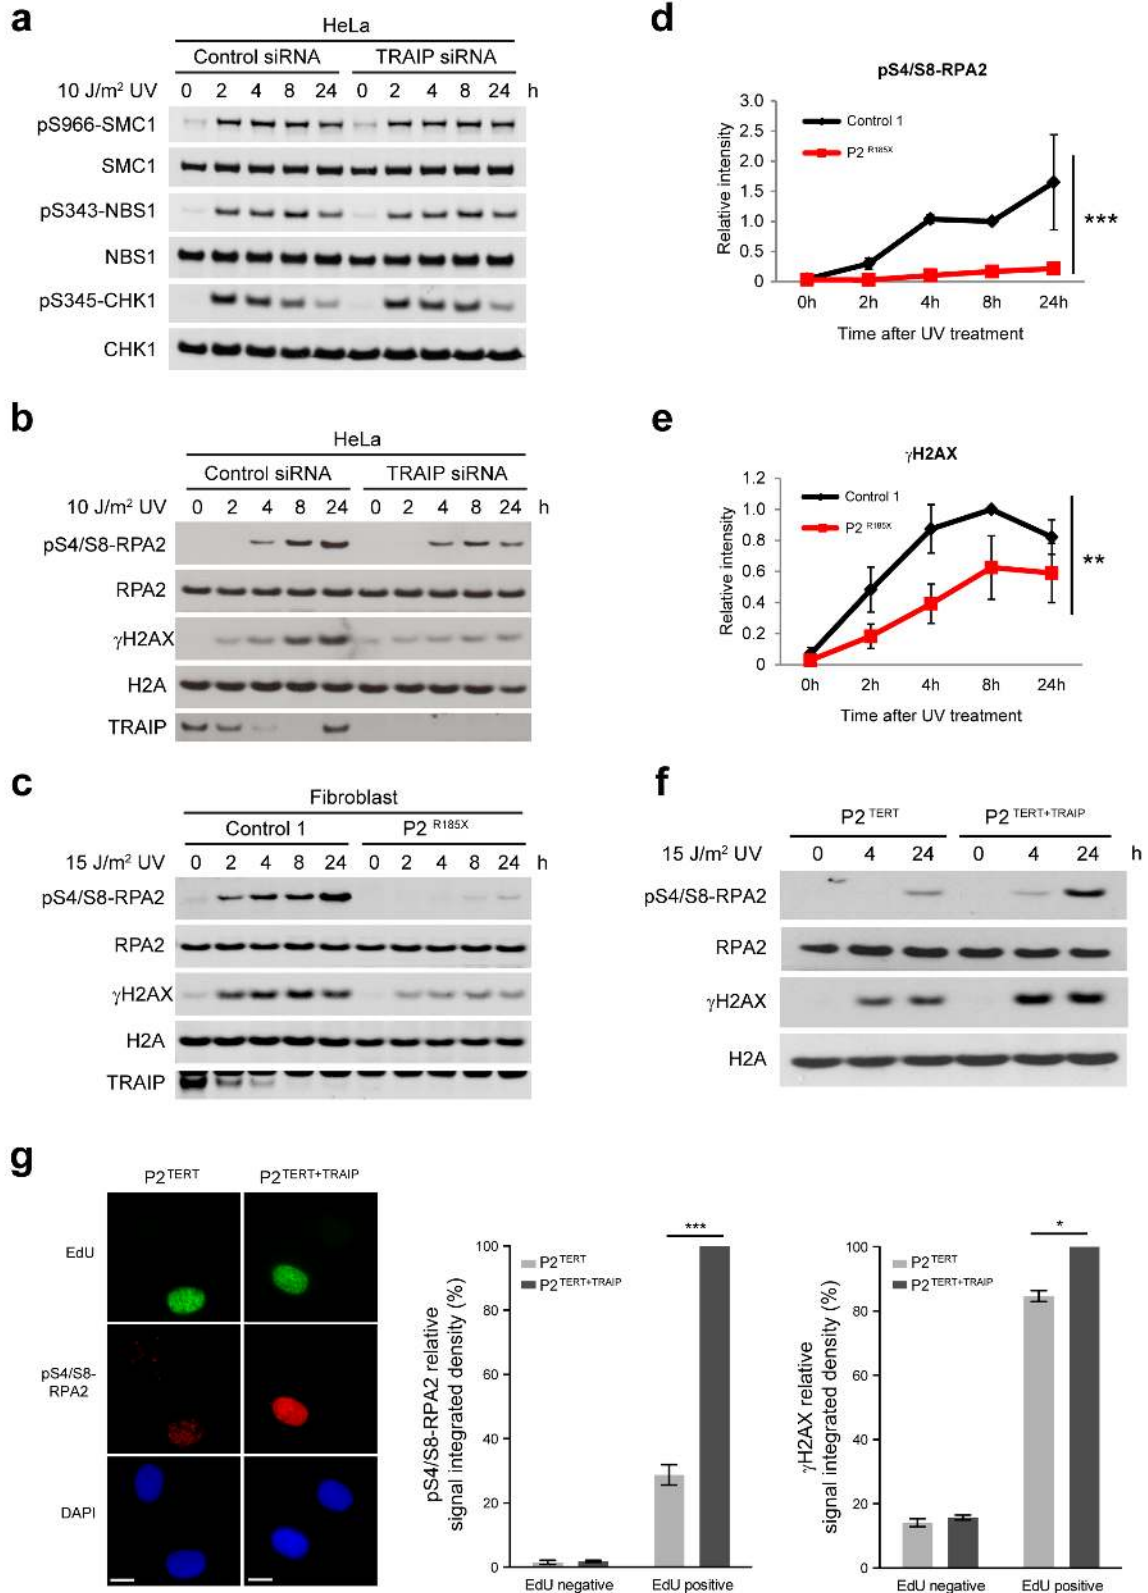 a
HeLa
Control siRNA TRAIP siRNA
10 J/m² UV 0 2 4 8 24 0 2 4 8 24 h
pS966-SMC1
SMC1
pS343-NBS1
NBS1
pS345-CHK1
CHK1
b
HeLa
Control siRNA TRAIP siRNA
10 J/m² UV 0 2 4 8 24 0 2 4 8 24 h
pS4/S8-RPA2
RPA2
γH2AX
H2A
TRAIP
c
Fibroblast
Control 1 P2 R185X
15 J/m² UV 0 2 4 8 24 0 2 4 8 24 h
pS4/S8-RPA2
RPA2
γH2AX
H2A
TRAIP
d
pS4/S8-RPA2
Relative intensity
3.0
2.5
2.0
1.5
1.0
0.5
0
Control 1
P2 R185X
***
0h 2h 4h 8h 24h
Time after UV treatment
e
γH2AX
Relative intensity
1.2
1.0
0.8
0.6
0.4
0.2
0
Control 1
P2 R185X
**
0h 2h 4h 8h 24h
Time after UV treatment
f
P2 TERT P2 TERT+TRAIP
15 J/m² UV 0 4 24 0 4 24 h
pS4/S8-RPA2
RPA2
γH2AX
H2A
g
P2 TERT P2 TERT+TRAIP
EdU
pS4/S8-
RPA2
DAPI
pS4/S8-RPA2 relative
signal integrated density (%)
100
80
60
40
20
0
P2 TERT
P2 TERT+TRAIP
***
EdU negative EdU positive
γH2AX relative
signal integrated density (%)
100
80
60
40
20
0
P2 TERT
P2 TERT+TRAIP
*
EdU negative EdU positive